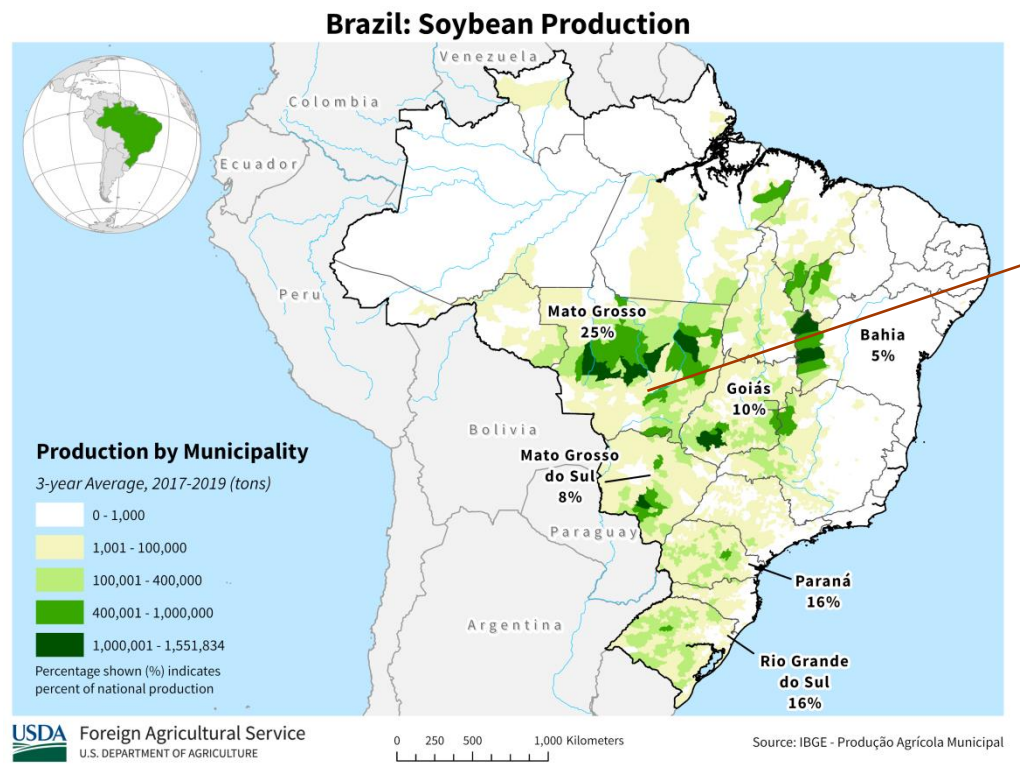 Brazil: Soybean Production
Venezuela
Colombia
Ecuador
Peru
Mato Grosso
25%
Bahia
5%
Goiás
10%
Bolivia
Mato Grosso
do Sul
8%
Paraguay
Paraná
16%
Argentina
Rio Grande
do Sul
16%
Production by Municipality
3-year Average, 2017-2019 (tons)
0 - 1,000
1,001 - 100,000
100,001 - 400,000
400,001 - 1,000,000
1,000,001 - 1,551,834
Percentage shown (%) indicates
percent of national production
USDA
Foreign Agricultural Service
U.S. DEPARTMENT OF AGRICULTURE
0 250 500 1,000 Kilometers
Source: IBGE - Produção Agrícola Municipal